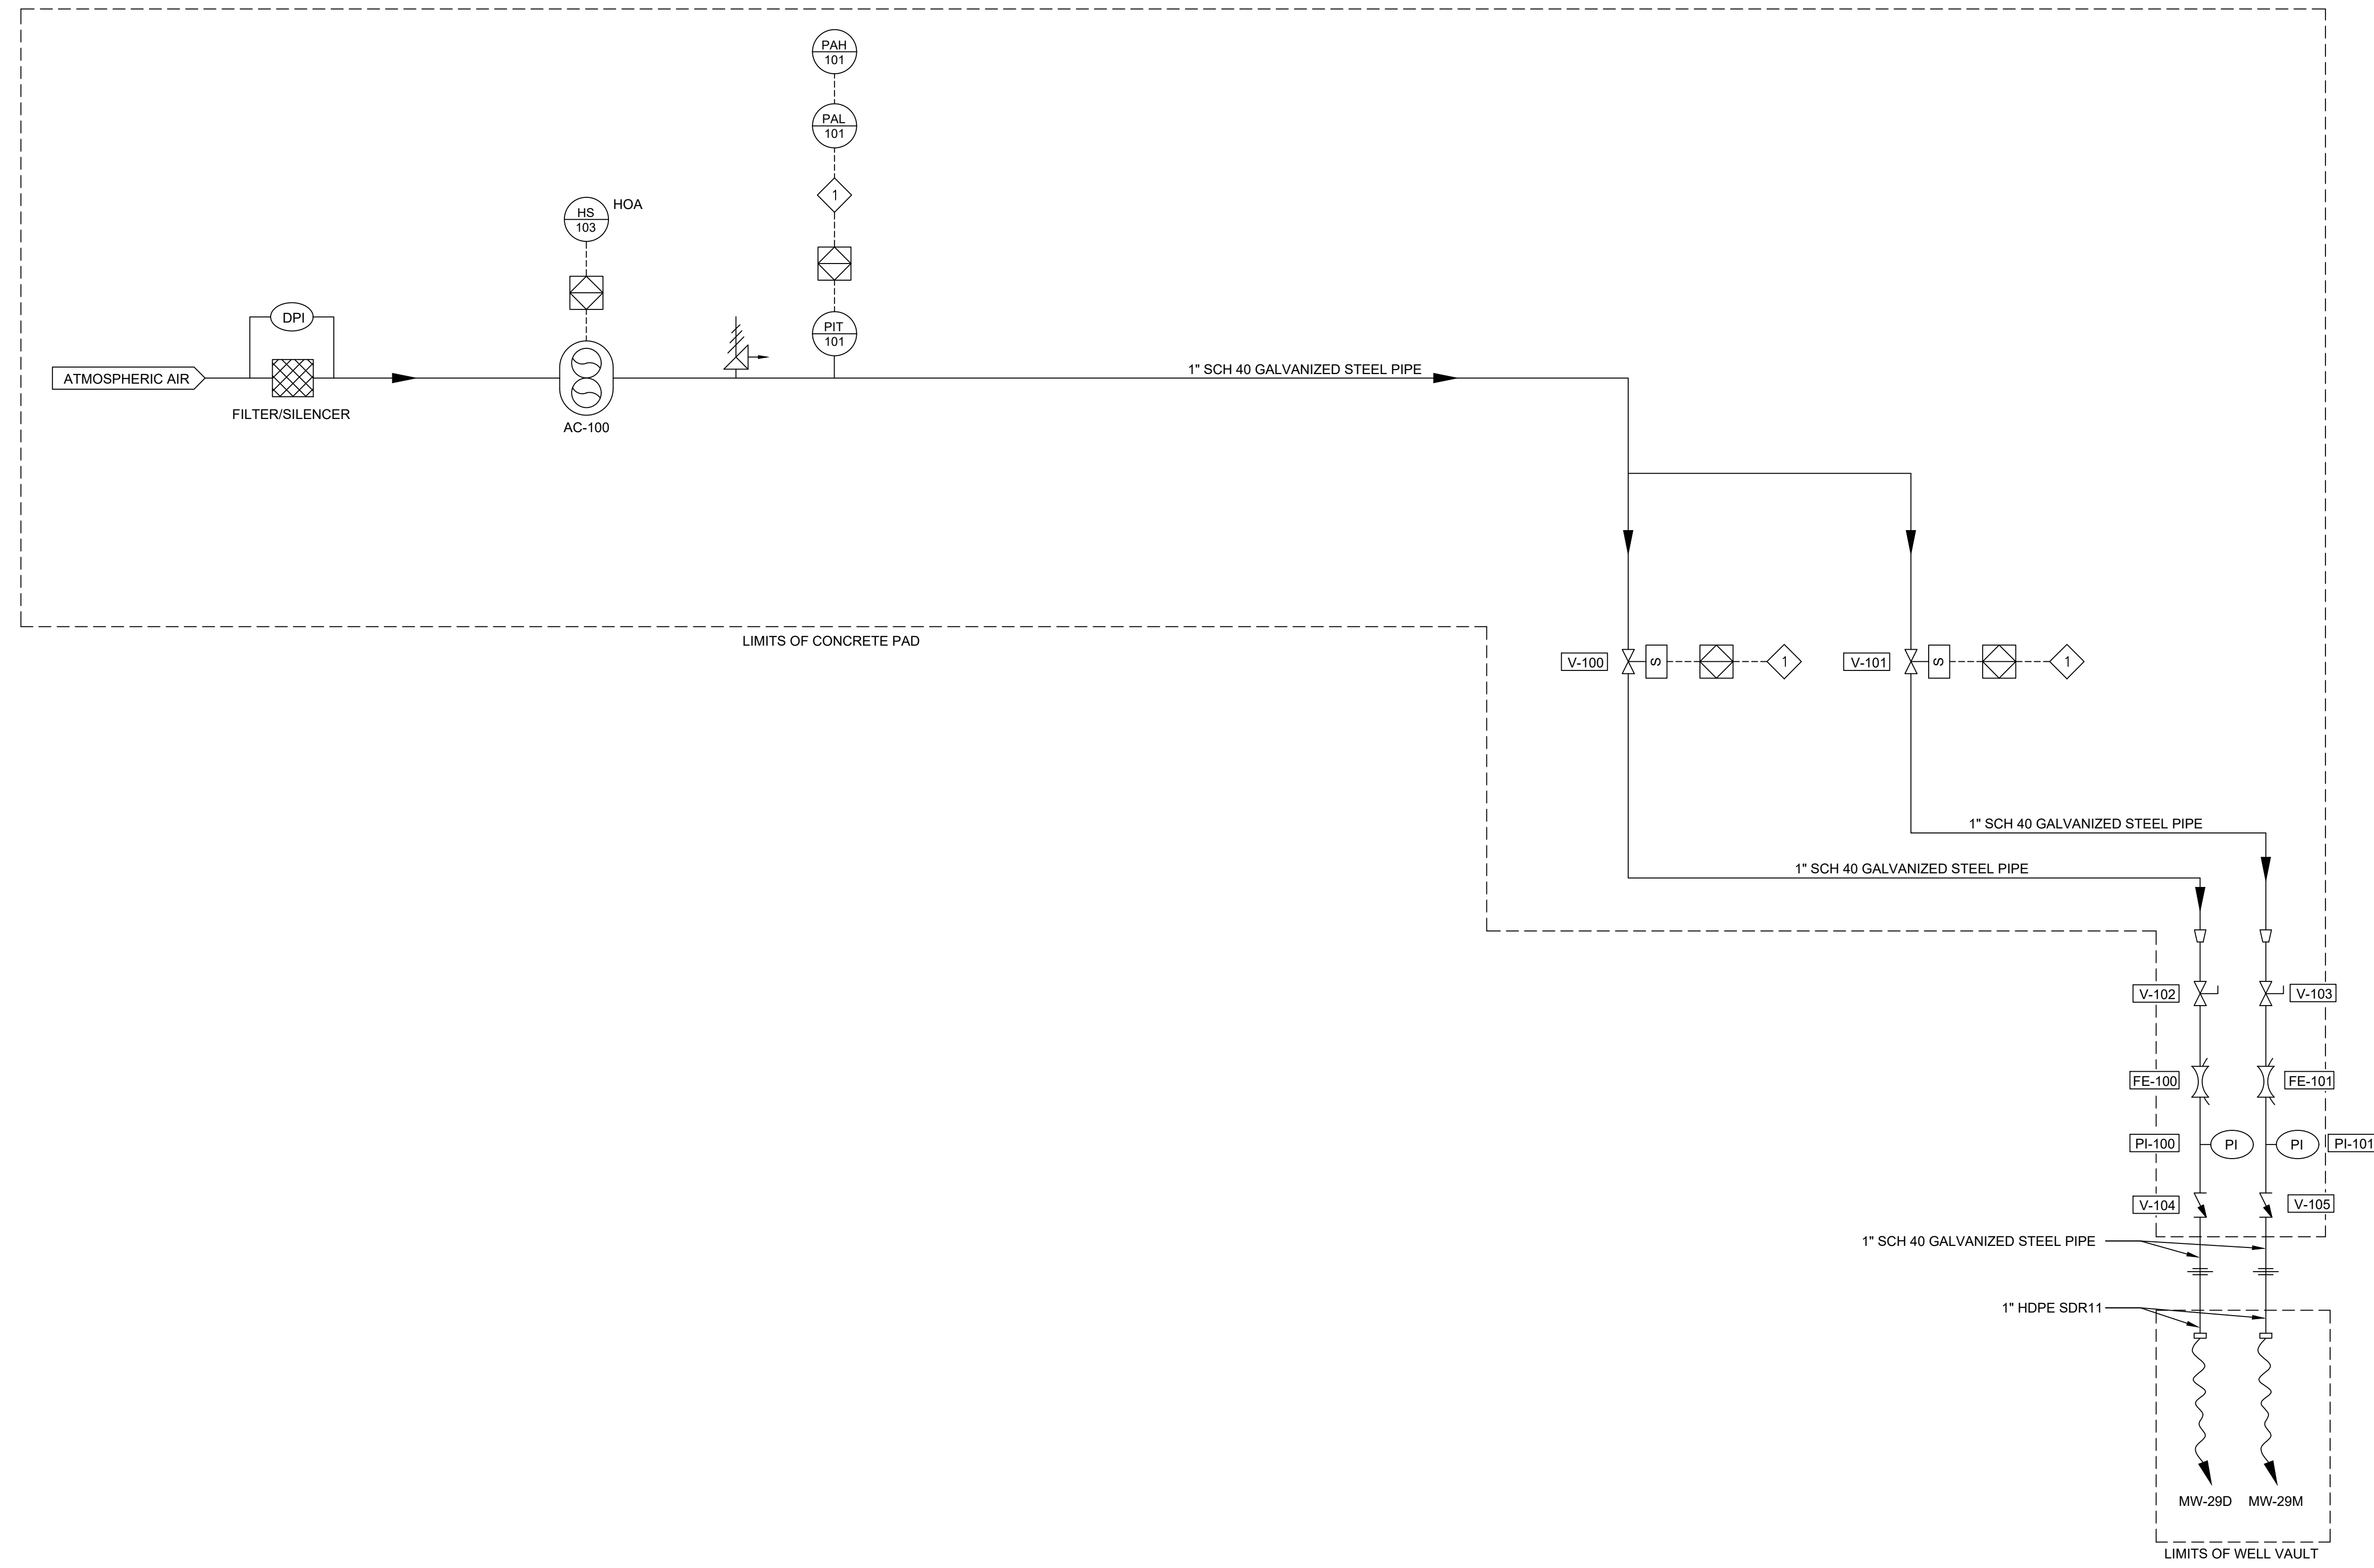 PAH
101
PAL
101
1
HS
103
HOA
DPI
PIT
101
ATMOSPHERIC AIR
FILTER/SILENCER
AC-100
1" SCH 40 GALVANIZED STEEL PIPE
LIMITS OF CONCRETE PAD
V-100
S
1
V-101
S
1
1" SCH 40 GALVANIZED STEEL PIPE
1" SCH 40 GALVANIZED STEEL PIPE
V-102
V-103
FE-100
FE-101
PI-100
PI
PI
PI-101
V-104
V-105
1" SCH 40 GALVANIZED STEEL PIPE
1" HDPE SDR11
MW-29D
MW-29M
LIMITS OF WELL VAULT